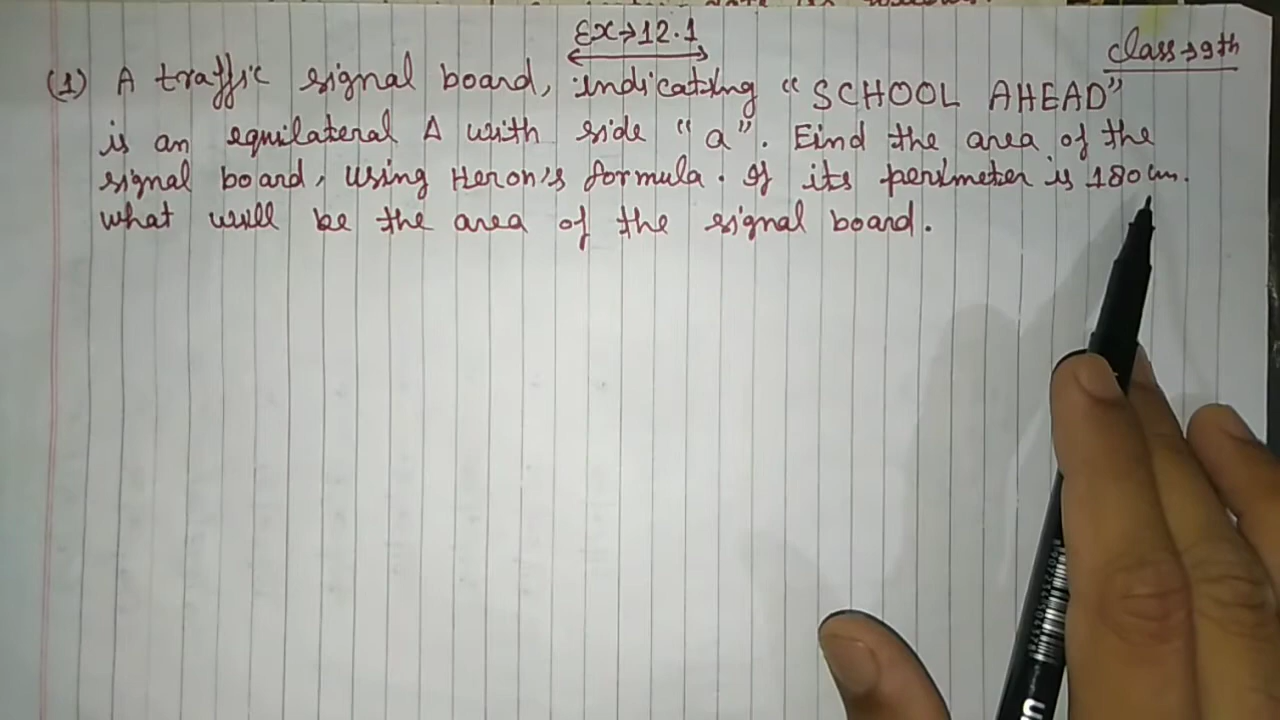 Ex→12.1
Class→9th
(1) A traffic signal board, indicating "SCHOOL AHEAD"
is an equilateral Δ with side "a". Find the area of the
signal board, using Heron's formula. If its perimeter is 180cm.
what will be the area of the signal board.